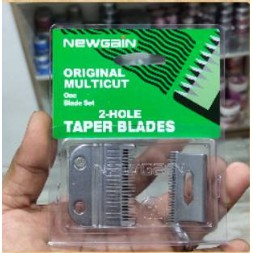 NEWGAIN
ORIGINAL
MULTICUT
One
Blade Set
2-HOLE
TAPER BLADES
NEWGAIN